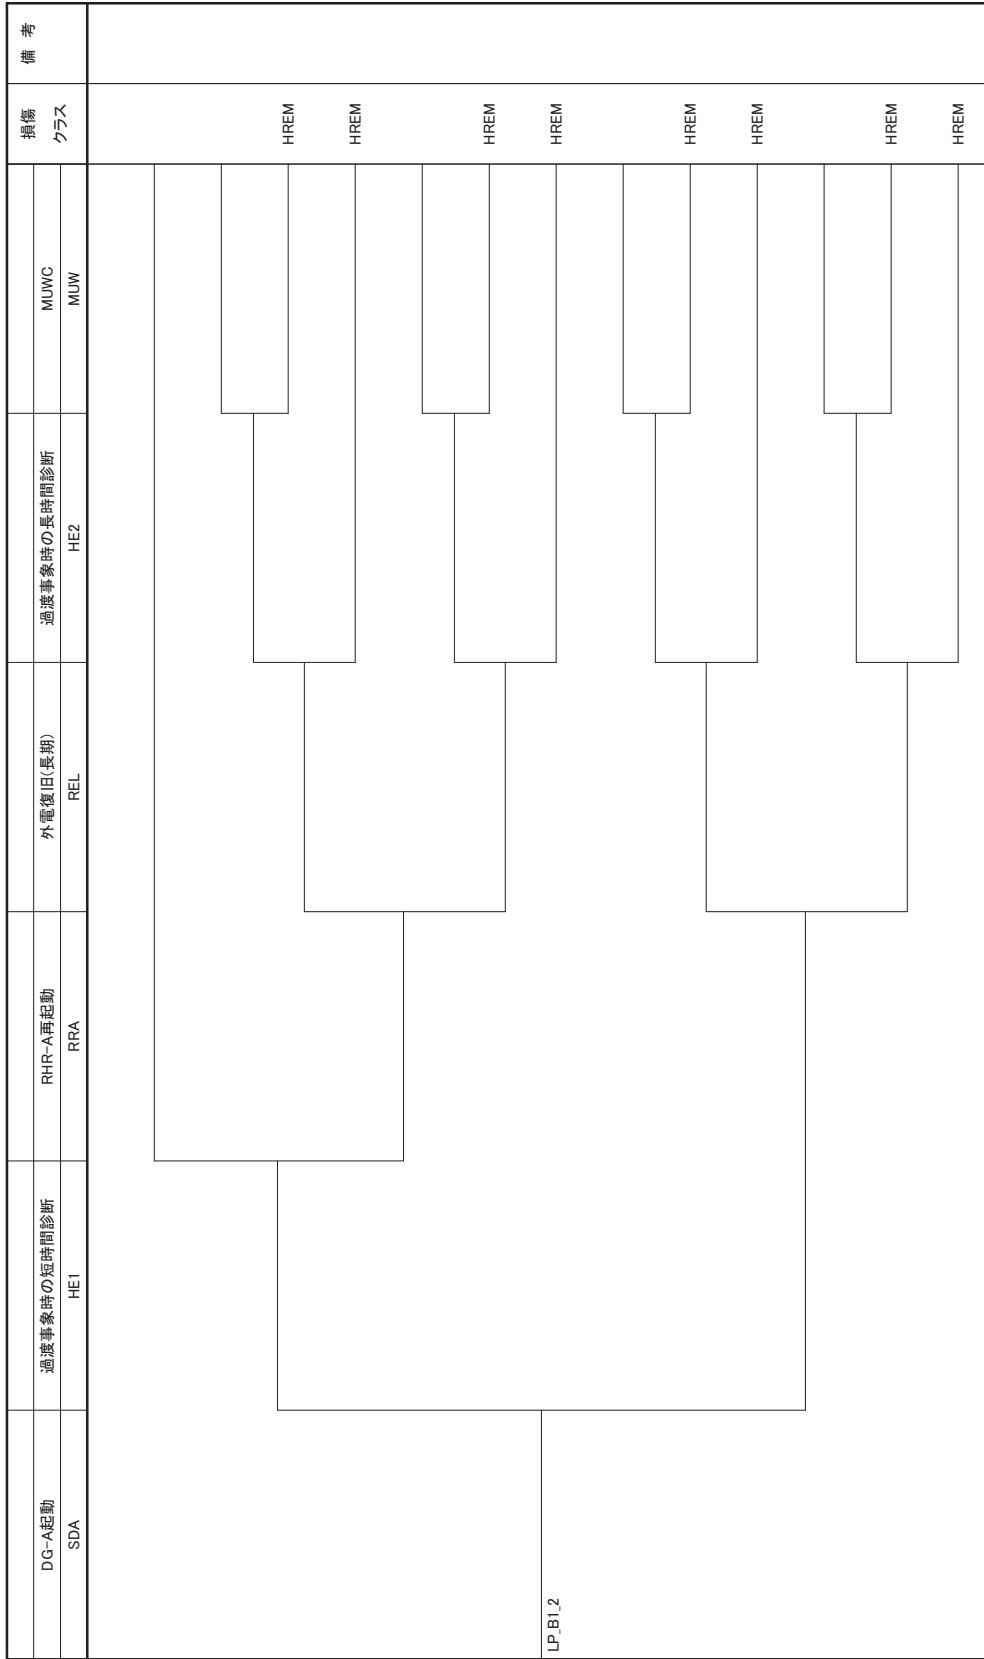 DG-A起動
過渡事象時の短時間診断
RHR-A再起動
外電復旧(長期)
過渡事象時の長時間診断
MUWC
損傷
クラス
備 考
SDA
HE1
RRA
REL
HE2
MUW
HREM
HREM
HREM
HREM
HREM
HREM
HREM
HREM
LP_B1_2